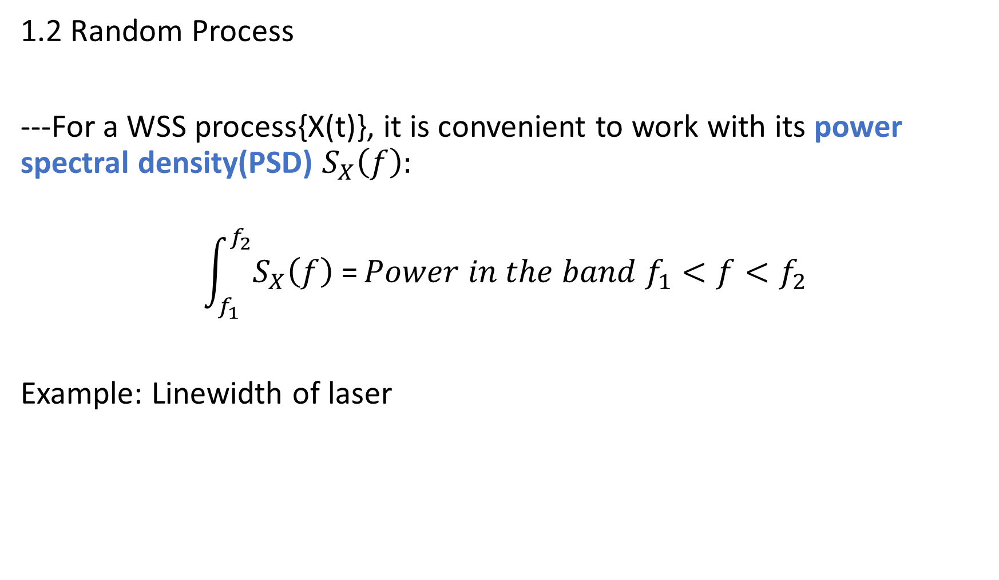 1.2 Random Process
---For a WSS process{X(t)}, it is convenient to work with its power
spectral density(PSD) S_X(f):
∫_{f_1}^{f_2} S_X(f) = Power in the band f_1 < f < f_2
Example: Linewidth of laser